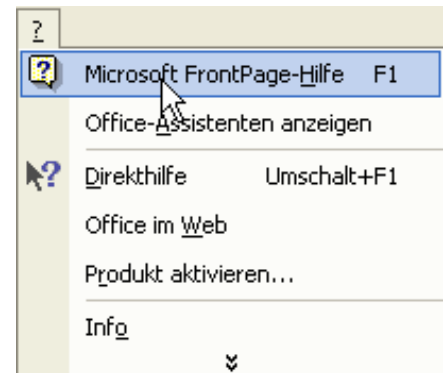 ?
Microsoft FrontPage-Hilfe F1
Office-Assistenten anzeigen
Direkthilfe Umschalt+F1
Office im Web
Produkt aktivieren...
Info